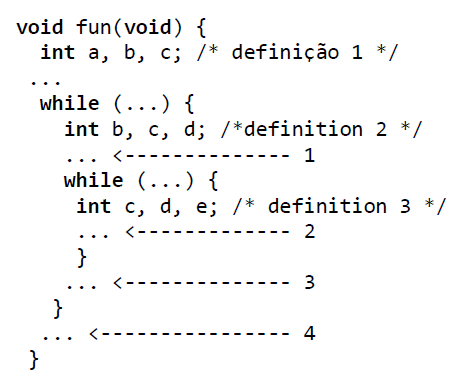 void fun(void) {
int a, b, c; /* definição 1 */
...
while (...) {
int b, c, d; /*definition 2 */
... <-------------- 1
while (...) {
int c, d, e; /* definition 3 */
... <------------- 2
}
... <-------------- 3
}
... <---------------- 4
}